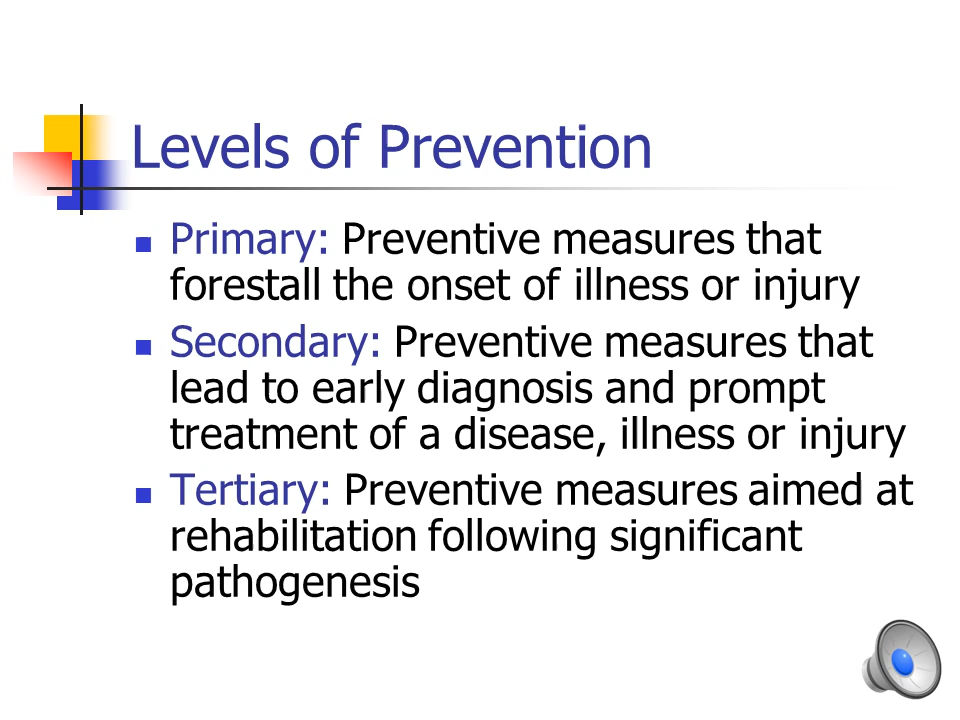 Levels of Prevention
Primary: Preventive measures that
forestall the onset of illness or injury
Secondary: Preventive measures that
lead to early diagnosis and prompt
treatment of a disease, illness or injury
Tertiary: Preventive measures aimed at
rehabilitation following significant
pathogenesis